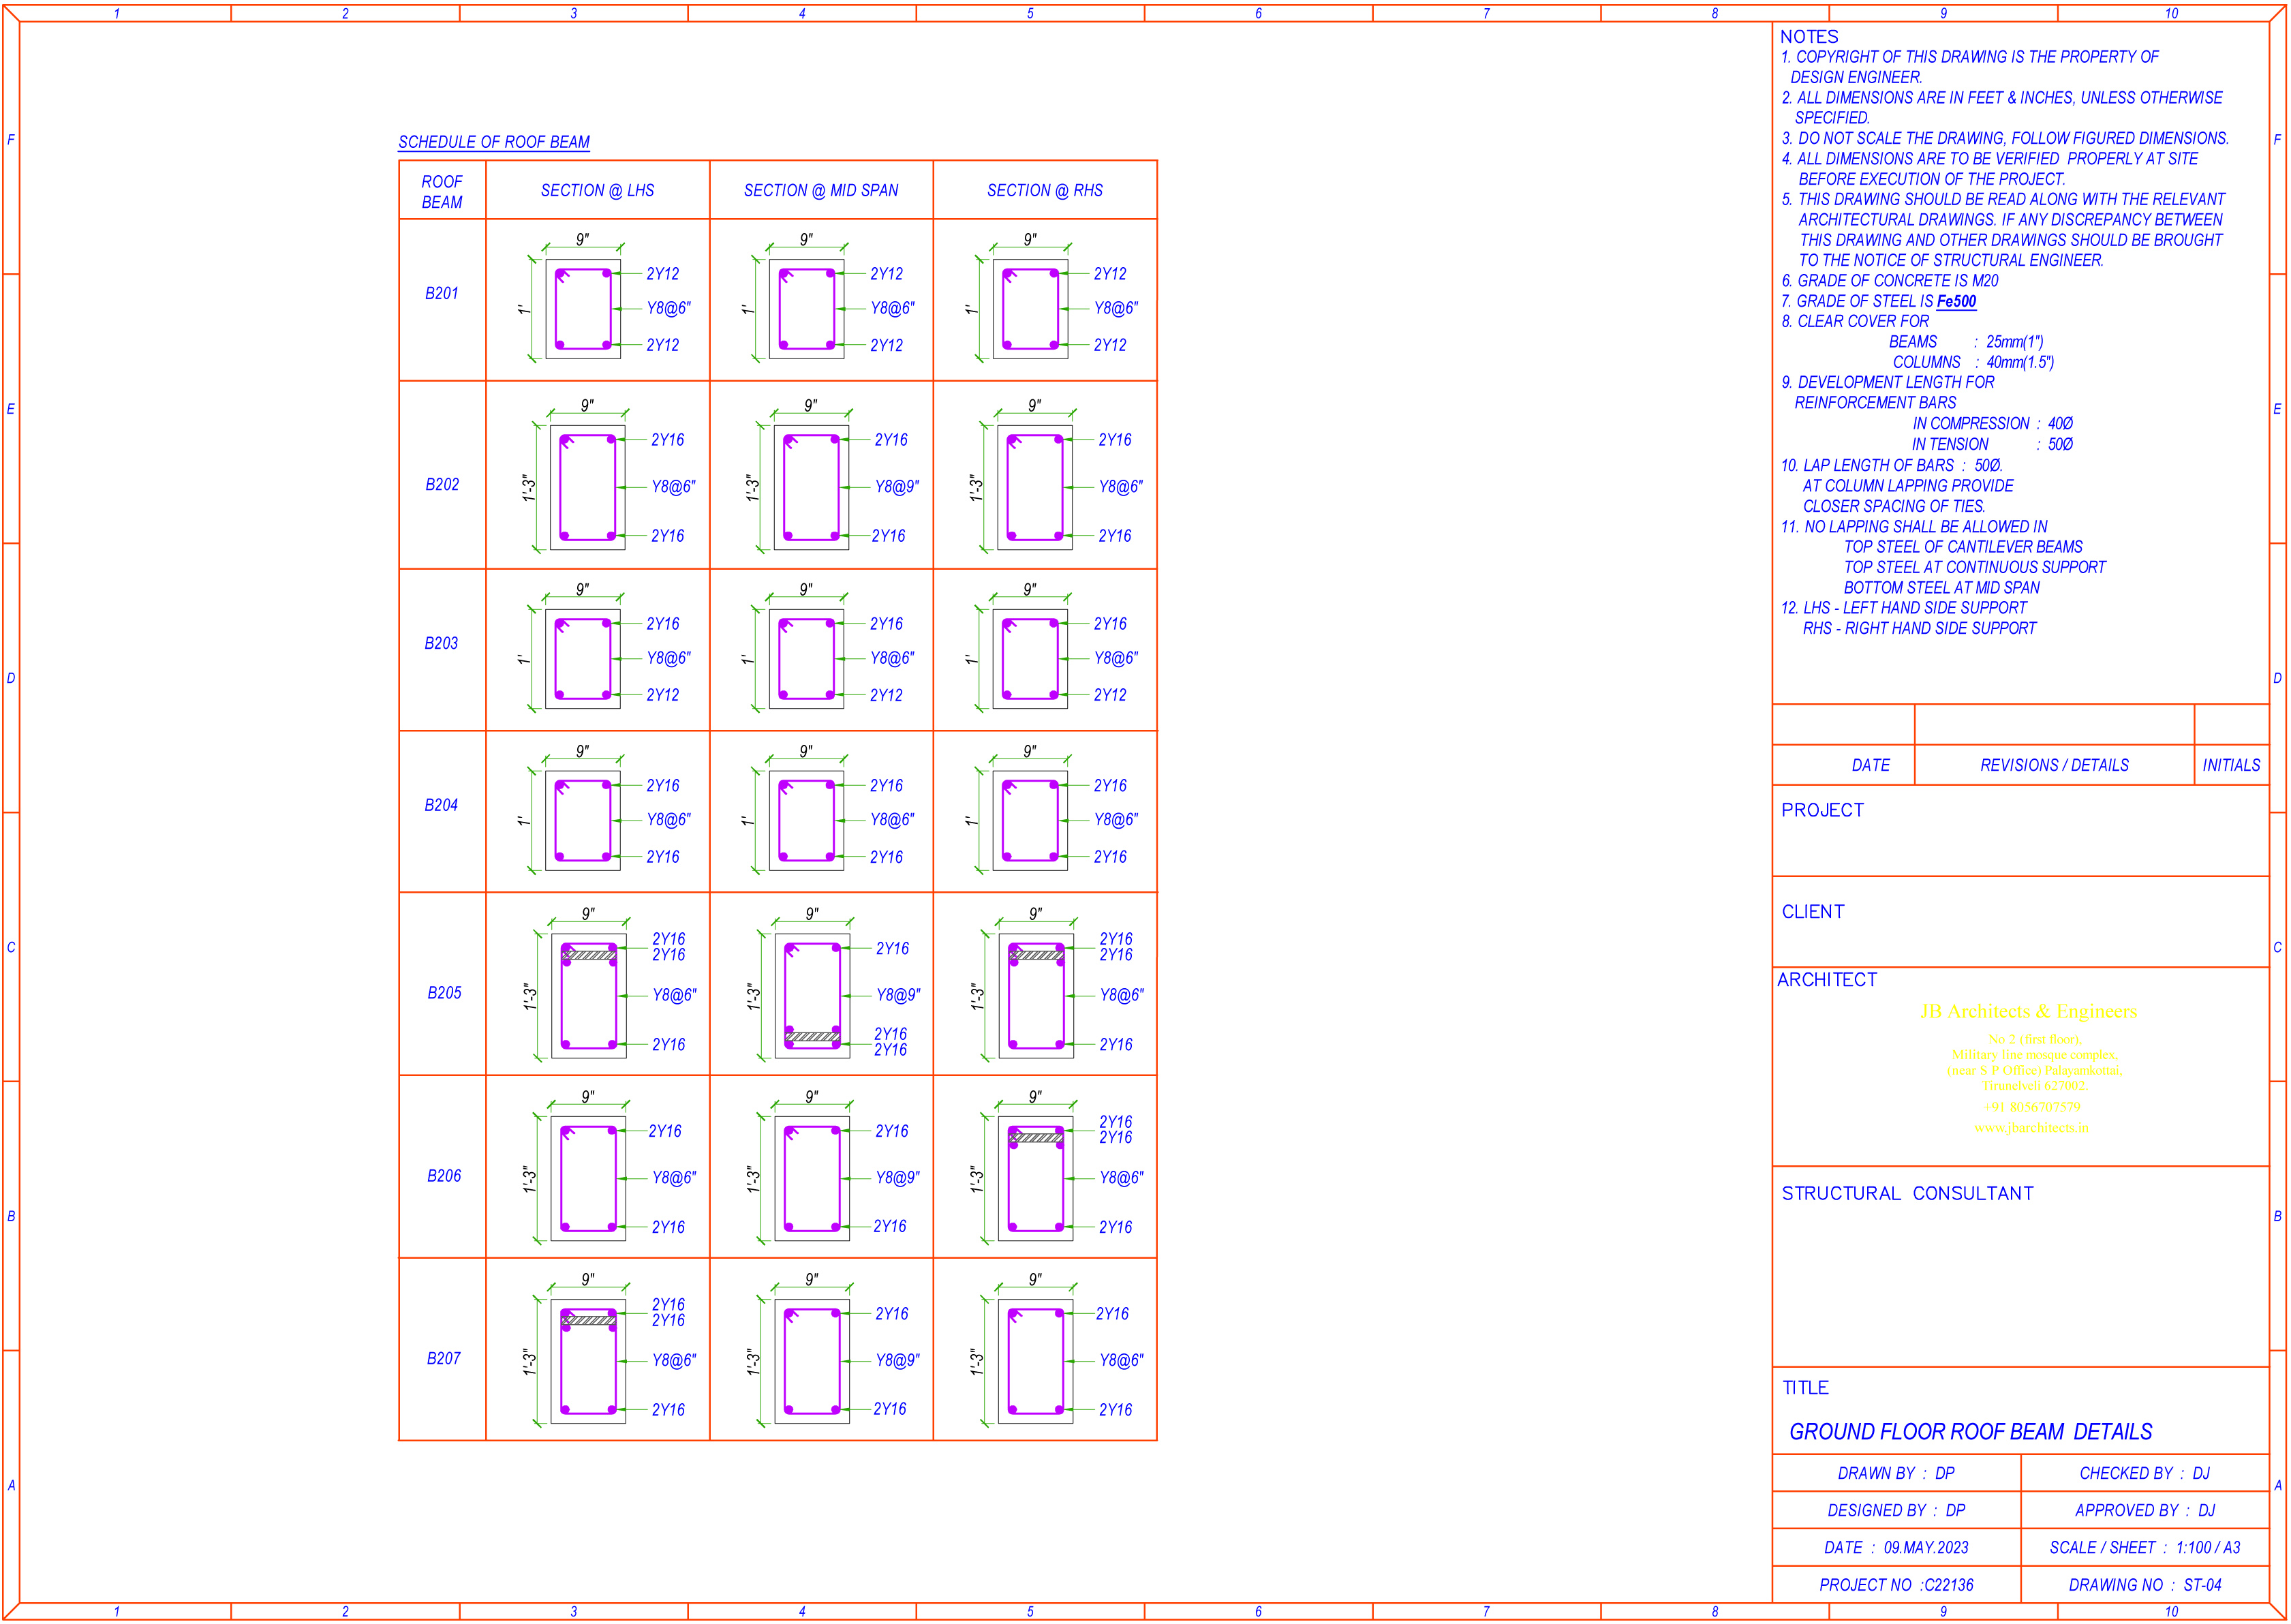 1 2 3 4 5 6 7 8 9 10
F
E
D
C
B
A
SCHEDULE OF ROOF BEAM
ROOF
BEAM
SECTION @ LHS
SECTION @ MID SPAN
SECTION @ RHS
B201
9"
1'
2Y12
Y8@6"
2Y12
9"
1'
2Y12
Y8@6"
2Y12
9"
1'
2Y12
Y8@6"
2Y12
B202
9"
1'-3"
2Y16
Y8@6"
2Y16
9"
1'-3"
2Y16
Y8@9"
2Y16
9"
1'-3"
2Y16
Y8@6"
2Y16
B203
9"
1'
2Y16
Y8@6"
2Y12
9"
1'
2Y16
Y8@6"
2Y12
9"
1'
2Y16
Y8@6"
2Y12
B204
9"
1'
2Y16
Y8@6"
2Y16
9"
1'
2Y16
Y8@6"
2Y16
9"
1'
2Y16
Y8@6"
2Y16
B205
9"
1'-3"
2Y16
2Y16
Y8@6"
2Y16
9"
1'-3"
2Y16
Y8@9"
2Y16
2Y16
9"
1'-3"
2Y16
2Y16
Y8@6"
2Y16
B206
9"
1'-3"
2Y16
Y8@6"
2Y16
9"
1'-3"
2Y16
Y8@9"
2Y16
9"
1'-3"
2Y16
2Y16
Y8@6"
2Y16
B207
9"
1'-3"
2Y16
2Y16
Y8@6"
2Y16
9"
1'-3"
2Y16
Y8@9"
2Y16
9"
1'-3"
2Y16
Y8@6"
2Y16
NOTES
1. COPYRIGHT OF THIS DRAWING IS THE PROPERTY OF
DESIGN ENGINEER.
2. ALL DIMENSIONS ARE IN FEET & INCHES, UNLESS OTHERWISE
SPECIFIED.
3. DO NOT SCALE THE DRAWING, FOLLOW FIGURED DIMENSIONS.
4. ALL DIMENSIONS ARE TO BE VERIFIED PROPERLY AT SITE
BEFORE EXECUTION OF THE PROJECT.
5. THIS DRAWING SHOULD BE READ ALONG WITH THE RELEVANT
ARCHITECTURAL DRAWINGS. IF ANY DISCREPANCY BETWEEN
THIS DRAWING AND OTHER DRAWINGS SHOULD BE BROUGHT
TO THE NOTICE OF STRUCTURAL ENGINEER.
6. GRADE OF CONCRETE IS M20
7. GRADE OF STEEL IS Fe500
8. CLEAR COVER FOR
BEAMS : 25mm(1")
COLUMNS : 40mm(1.5")
9. DEVELOPMENT LENGTH FOR
REINFORCEMENT BARS
IN COMPRESSION : 40Ø
IN TENSION : 50Ø
10. LAP LENGTH OF BARS : 50Ø.
AT COLUMN LAPPING PROVIDE
CLOSER SPACING OF TIES.
11. NO LAPPING SHALL BE ALLOWED IN
TOP STEEL OF CANTILEVER BEAMS
TOP STEEL AT CONTINUOUS SUPPORT
BOTTOM STEEL AT MID SPAN
12. LHS - LEFT HAND SIDE SUPPORT
RHS - RIGHT HAND SIDE SUPPORT
DATE REVISIONS / DETAILS INITIALS
PROJECT
CLIENT
ARCHITECT
JB Architects & Engineers
No 2 (first floor),
Military line mosque complex,
(near S P Office) Palayamkottai,
Tirunelveli 627002.
+91 8056707579
www.jbarchitects.in
STRUCTURAL CONSULTANT
TITLE
GROUND FLOOR ROOF BEAM DETAILS
DRAWN BY : DP CHECKED BY : DJ
DESIGNED BY : DP APPROVED BY : DJ
DATE : 09.MAY.2023 SCALE / SHEET : 1:100 / A3
PROJECT NO :C22136 DRAWING NO : ST-04
F
E
D
C
B
A
1 2 3 4 5 6 7 8 9 10